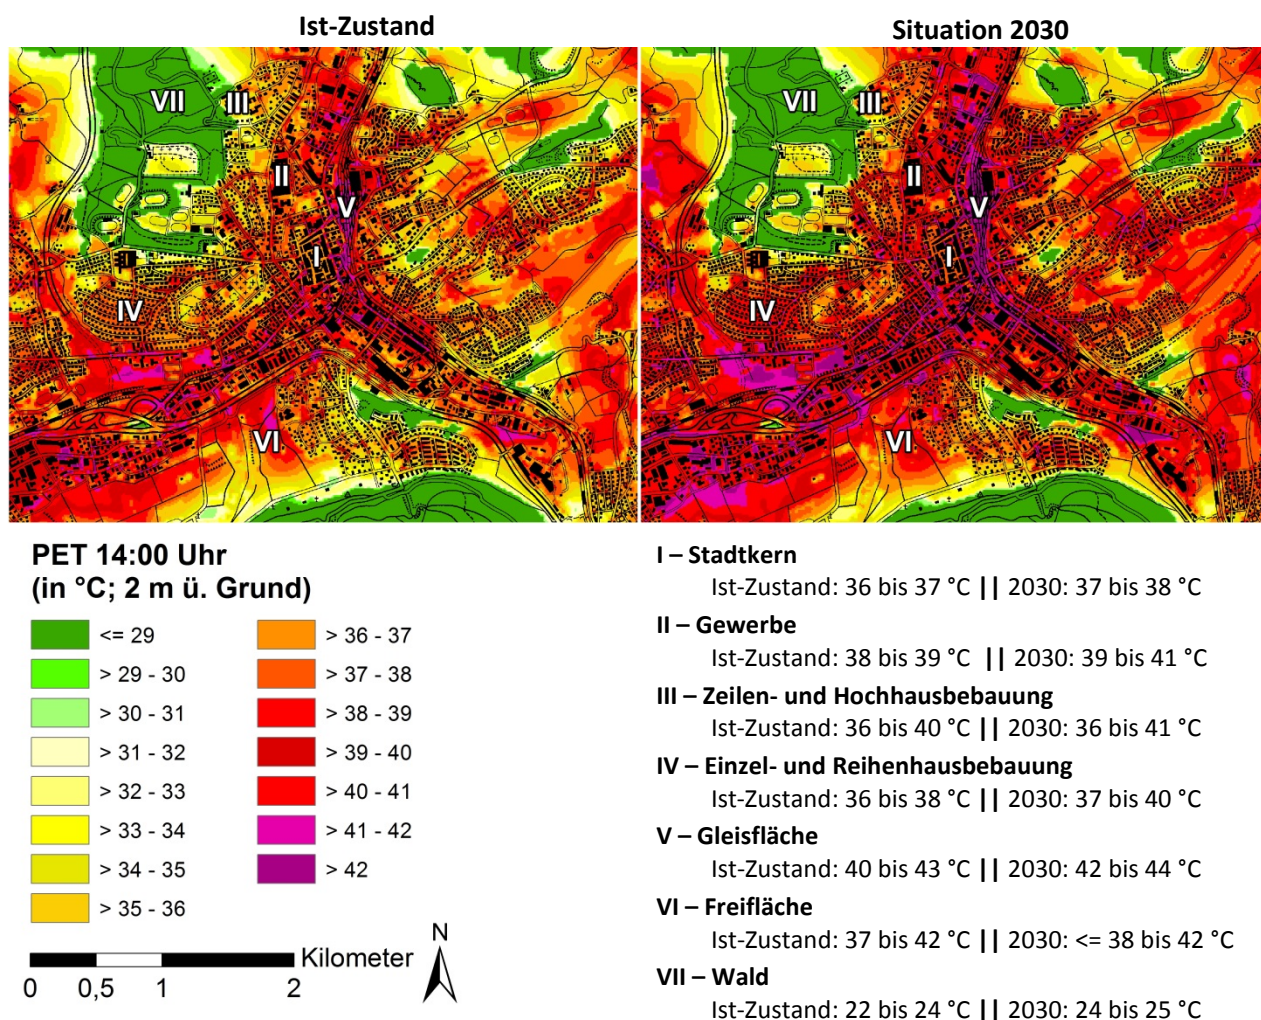 Ist-Zustand
Situation 2030
VII
III
II
V
I
IV
VI
VII
III
II
V
I
IV
VI
PET 14:00 Uhr
(in °C; 2 m ü. Grund)
<= 29
> 29 - 30
> 30 - 31
> 31 - 32
> 32 - 33
> 33 - 34
> 34 - 35
> 35 - 36
> 36 - 37
> 37 - 38
> 38 - 39
> 39 - 40
> 40 - 41
> 41 - 42
> 42
Kilometer
0 0,5 1 2
N
I – Stadtkern
Ist-Zustand: 36 bis 37 °C || 2030: 37 bis 38 °C
II – Gewerbe
Ist-Zustand: 38 bis 39 °C || 2030: 39 bis 41 °C
III – Zeilen- und Hochhausbebauung
Ist-Zustand: 36 bis 40 °C || 2030: 36 bis 41 °C
IV – Einzel- und Reihenhausbebauung
Ist-Zustand: 36 bis 38 °C || 2030: 37 bis 40 °C
V – Gleisfläche
Ist-Zustand: 40 bis 43 °C || 2030: 42 bis 44 °C
VI – Freifläche
Ist-Zustand: 37 bis 42 °C || 2030: <= 38 bis 42 °C
VII – Wald
Ist-Zustand: 22 bis 24 °C || 2030: 24 bis 25 °C